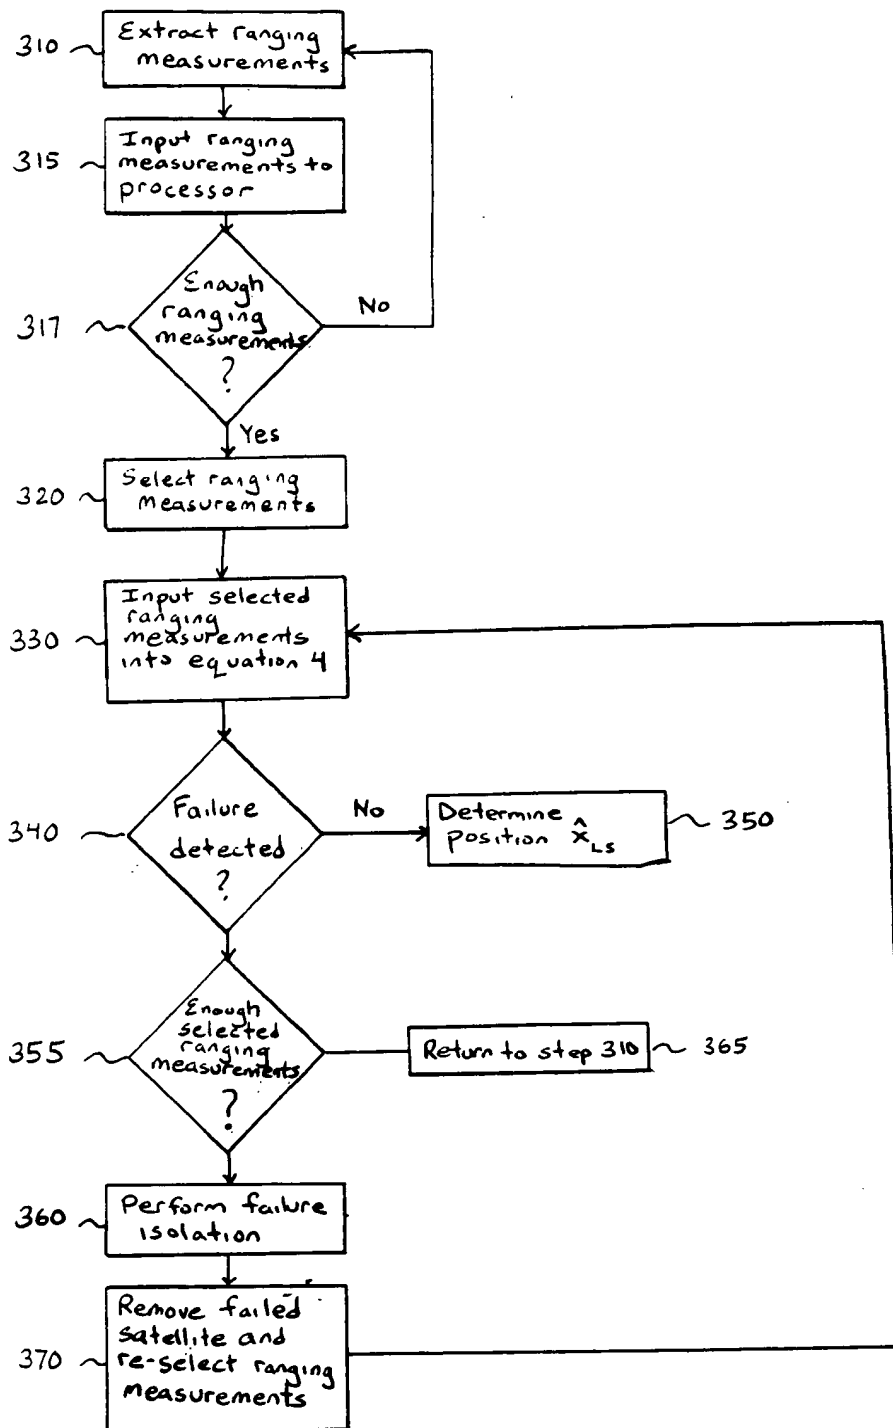 310
Extract ranging
measurements
315
Input ranging
measurements to
processor
317
Enough
ranging
measurements
?
No
Yes
320
Select ranging
measurements
330
Input selected
ranging
measurements
into equation 4
340
Failure
detected
?
No
Determine
position x̂LS
350
355
Enough
selected
ranging
measurements
?
Return to step 310
365
360
Perform failure
isolation
370
Remove failed
satellite and
re-select ranging
measurements